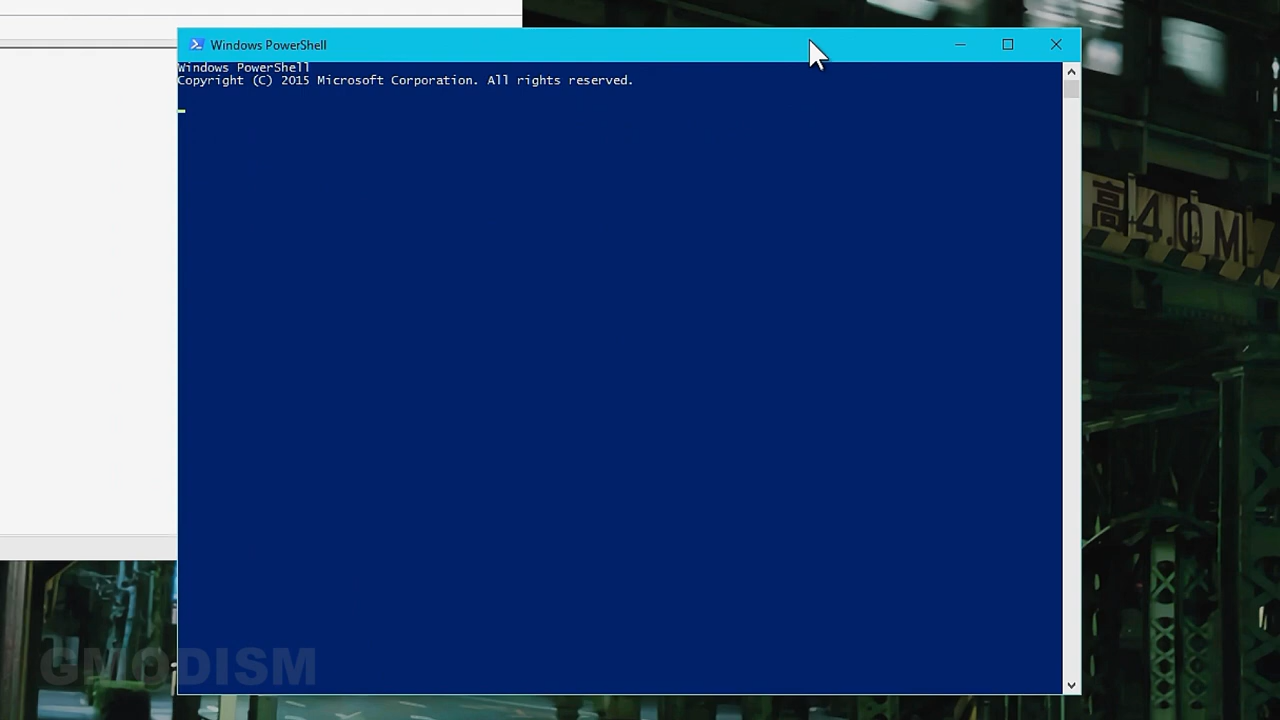 Windows PowerShell
Windows PowerShell
Copyright (C) 2015 Microsoft Corporation. All rights reserved.
高4.0M
GMODISM